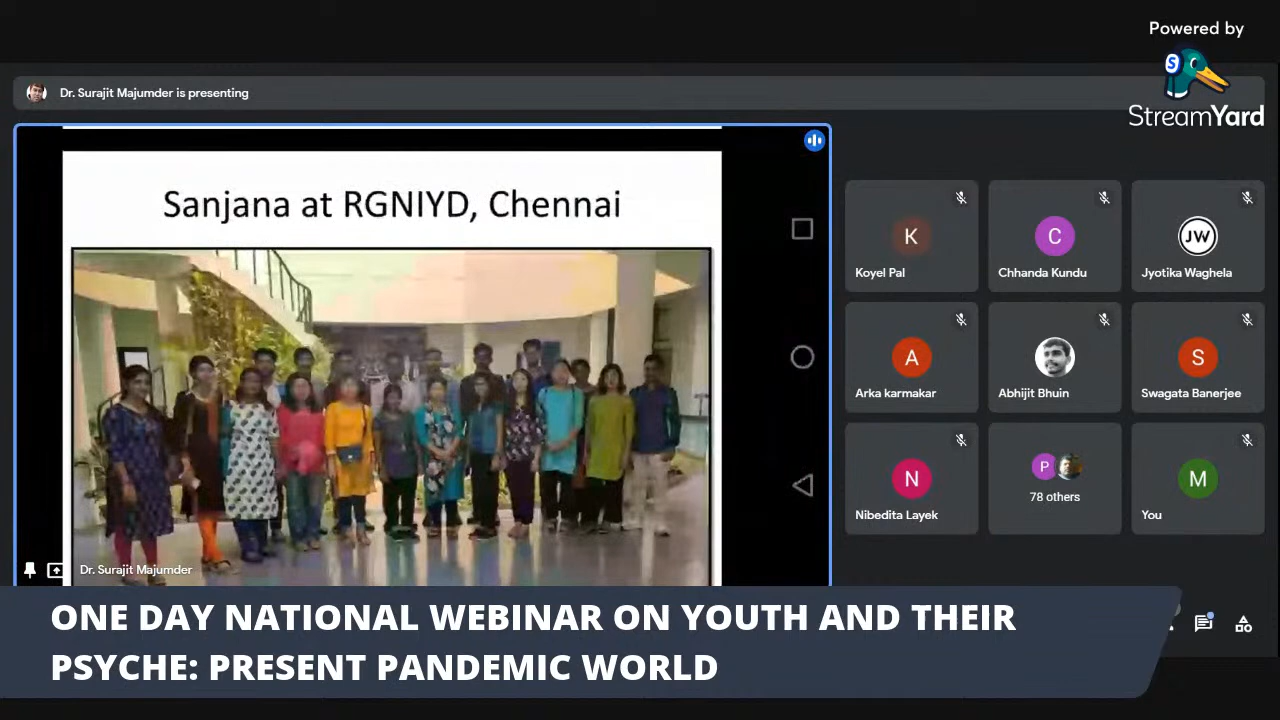 Powered by
StreamYard
Dr. Surajit Majumder is presenting
Sanjana at RGNIYD, Chennai
Dr. Surajit Majumder
K
Koyel Pal
C
Chhanda Kundu
JW
Jyotika Waghela
A
Arka karmakar
Abhijit Bhuin
S
Swagata Banerjee
N
Nibedita Layek
P
78 others
M
You
ONE DAY NATIONAL WEBINAR ON YOUTH AND THEIR
PSYCHE: PRESENT PANDEMIC WORLD